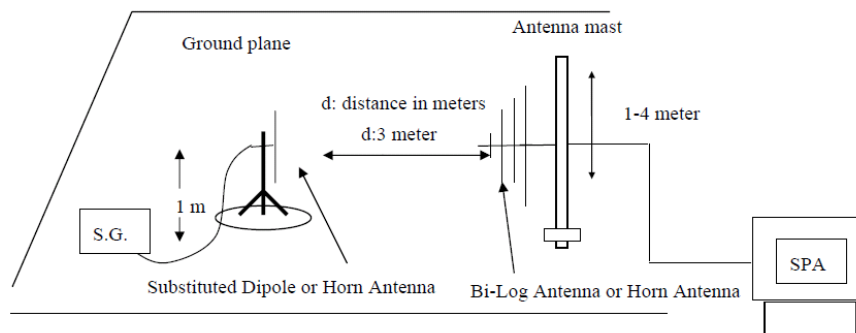 Ground plane
Antenna mast
d: distance in meters
d:3 meter
1-4 meter
1 m
S.G.
SPA
Substituted Dipole or Horn Antenna
Bi-Log Antenna or Horn Antenna